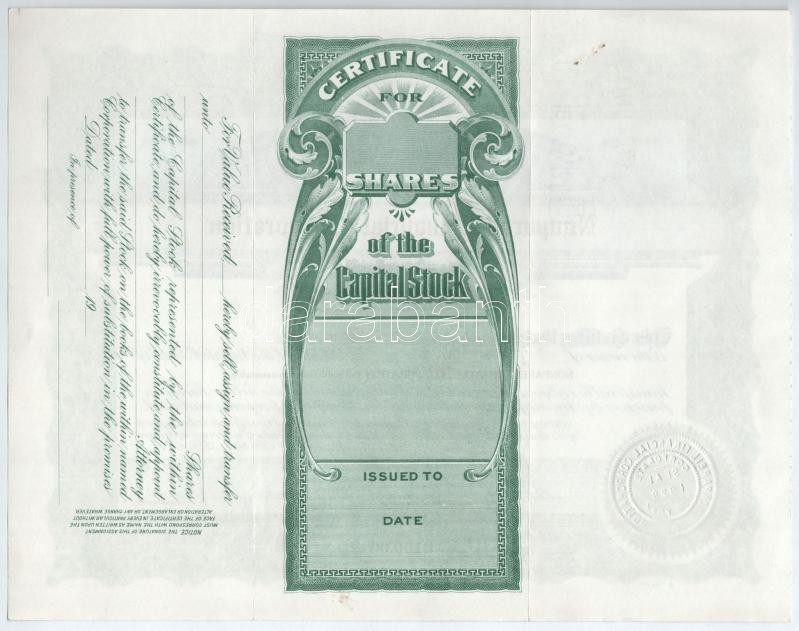 CERTIFICATE
FOR
SHARES
of the
Capital Stock
ISSUED TO
DATE
For Value Received, hereby sell, assign and transfer
unto
Shares
of the Capital Stock represented by the within
Certificate and do hereby irrevocably constitute and appoint
Attorney
to transfer the said Stock on the books of the within named
Corporation with full power of substitution in the premises
Dated 19
In presence of
NOTICE. THE SIGNATURE OF THIS ASSIGNMENT
MUST CORRESPOND WITH THE NAME AS WRITTEN UPON THE
FACE OF THE CERTIFICATE, IN EVERY PARTICULAR, WITHOUT
ALTERATION OR ENLARGEMENT, OR ANY CHANGE WHATEVER.
darabanth